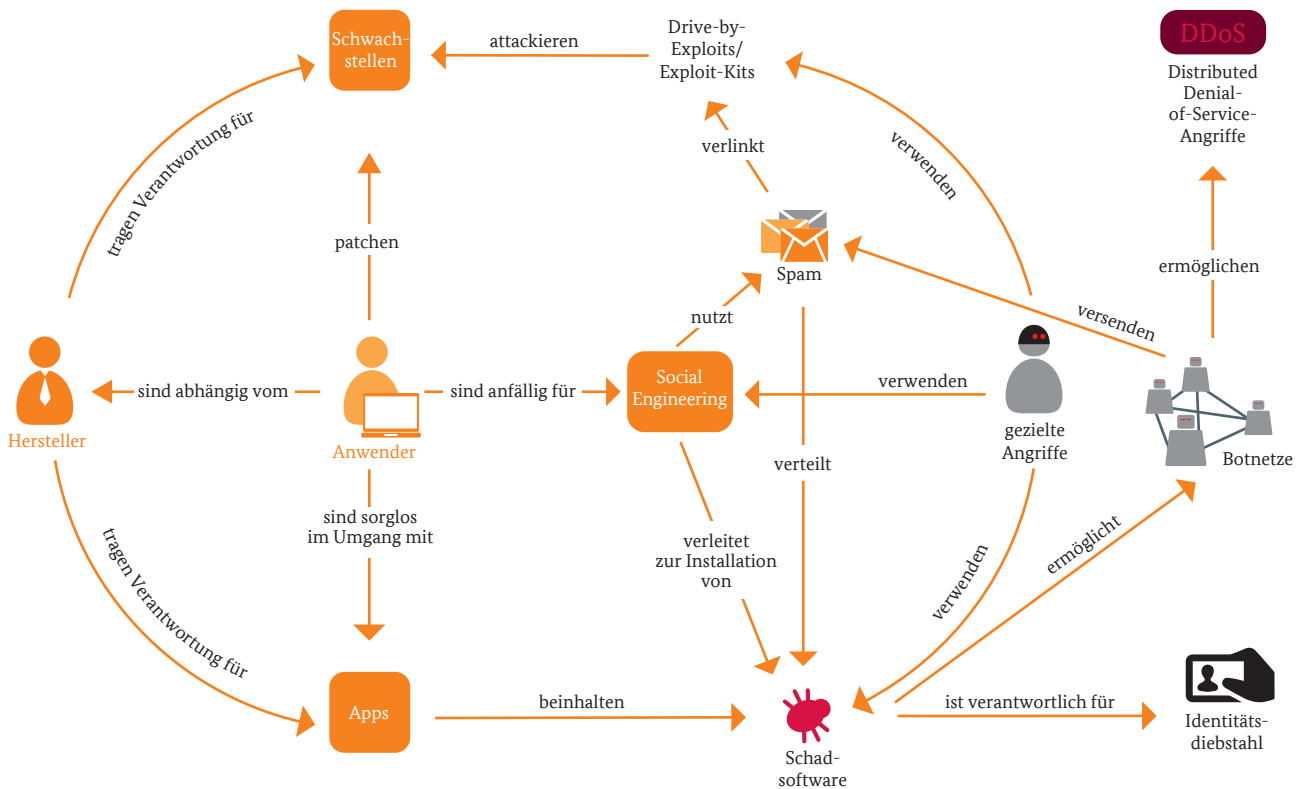 Schwach-
stellen
attackieren
Drive-by-
Exploits/
Exploit-Kits
DDoS
Distributed
Denial-
of-Service-
Angriffe
tragen Verantwortung für
verlinkt
verwenden
patchen
Spam
ermöglichen
nutzt
versenden
Hersteller
sind abhängig vom
Anwender
sind anfällig für
Social
Engineering
verwenden
gezielte
Angriffe
Botnetze
verteilt
sind sorglos
im Umgang mit
verleitet
zur Installation
von
tragen Verantwortung für
verwenden
ermöglicht
Apps
beinhalten
Schad-
software
ist verantwortlich für
Identitäts-
diebstahl